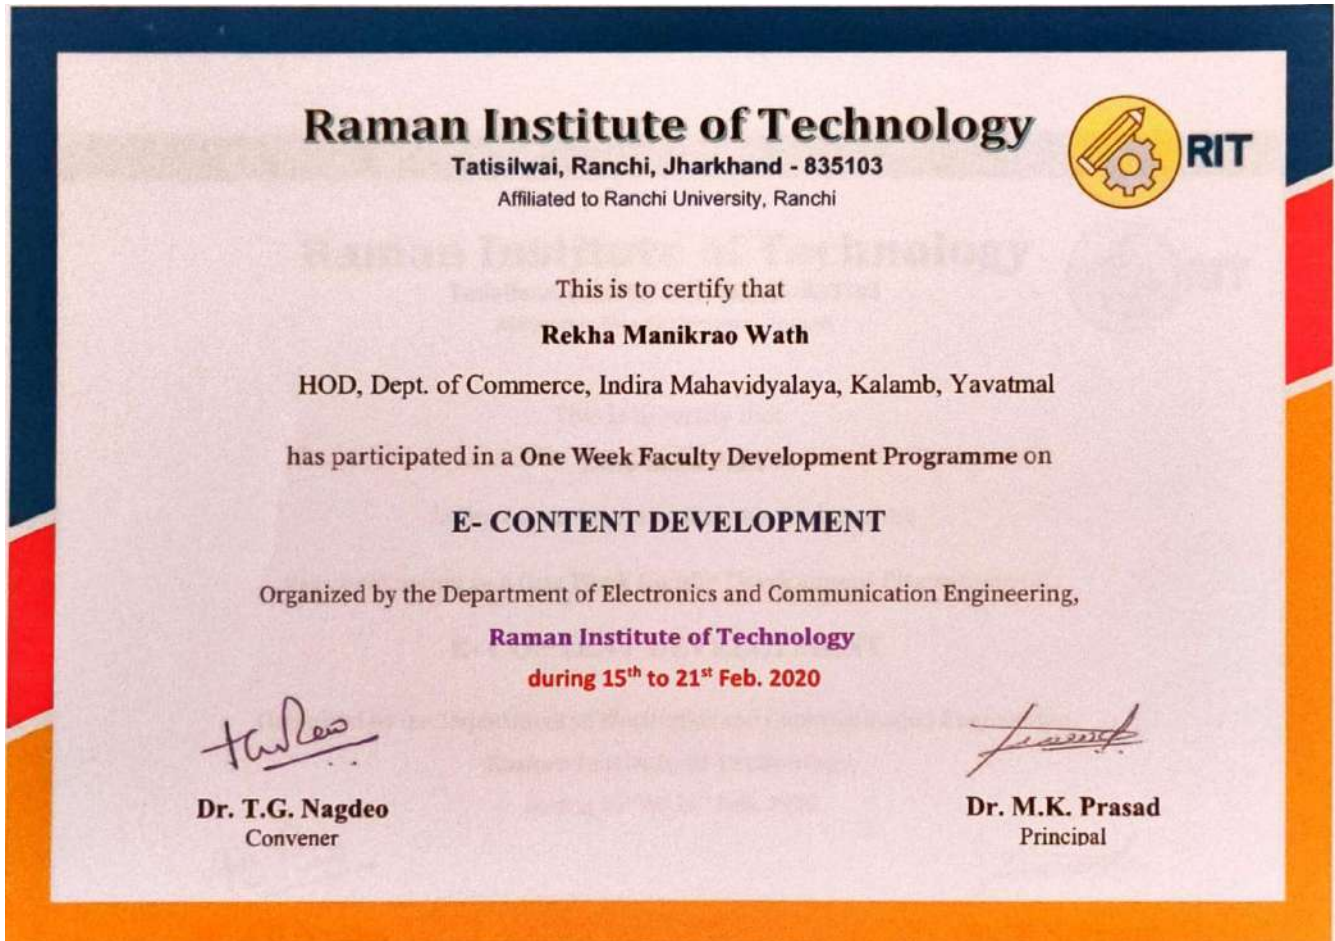 Raman Institute of Technology
RIT
Tatisilwai, Ranchi, Jharkhand - 835103
Affiliated to Ranchi University, Ranchi
This is to certify that
Rekha Manikrao Wath
HOD, Dept. of Commerce, Indira Mahavidyalaya, Kalamb, Yavatmal
has participated in a One Week Faculty Development Programme on
E- CONTENT DEVELOPMENT
Organized by the Department of Electronics and Communication Engineering,
Raman Institute of Technology
during 15th to 21st Feb. 2020
Dr. T.G. Nagdeo
Convener
Dr. M.K. Prasad
Principal